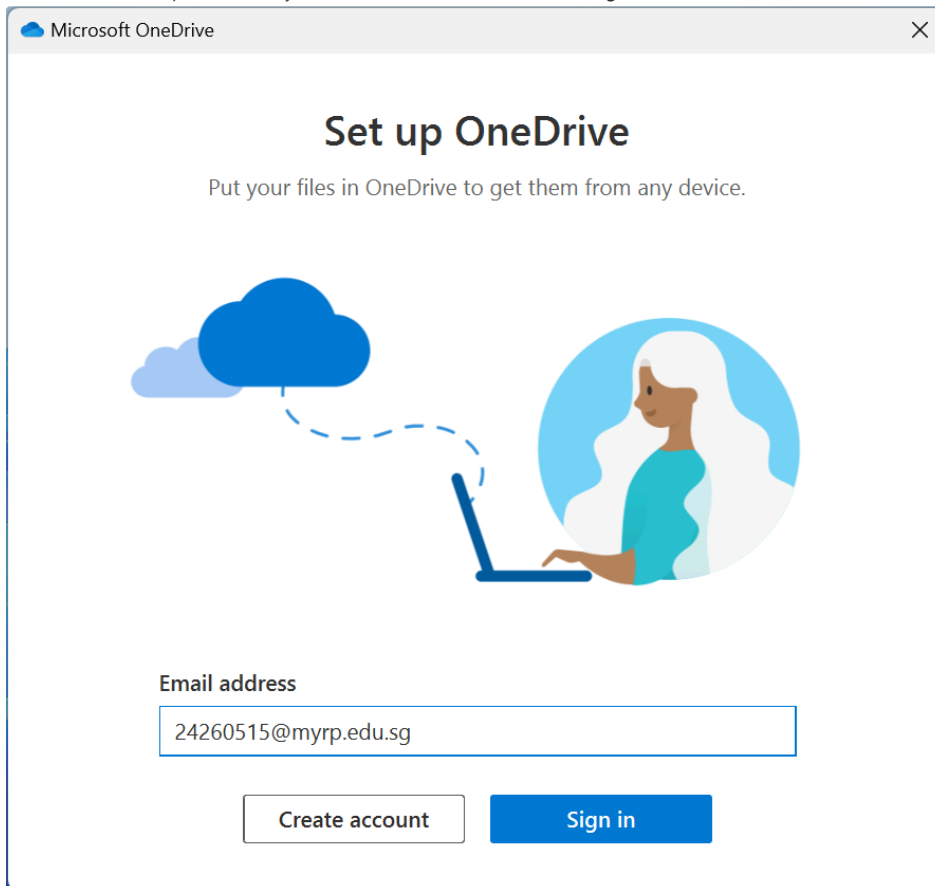 Microsoft OneDrive
Set up OneDrive
Put your files in OneDrive to get them from any device.
Email address
24260515@myrp.edu.sg
Create account
Sign in